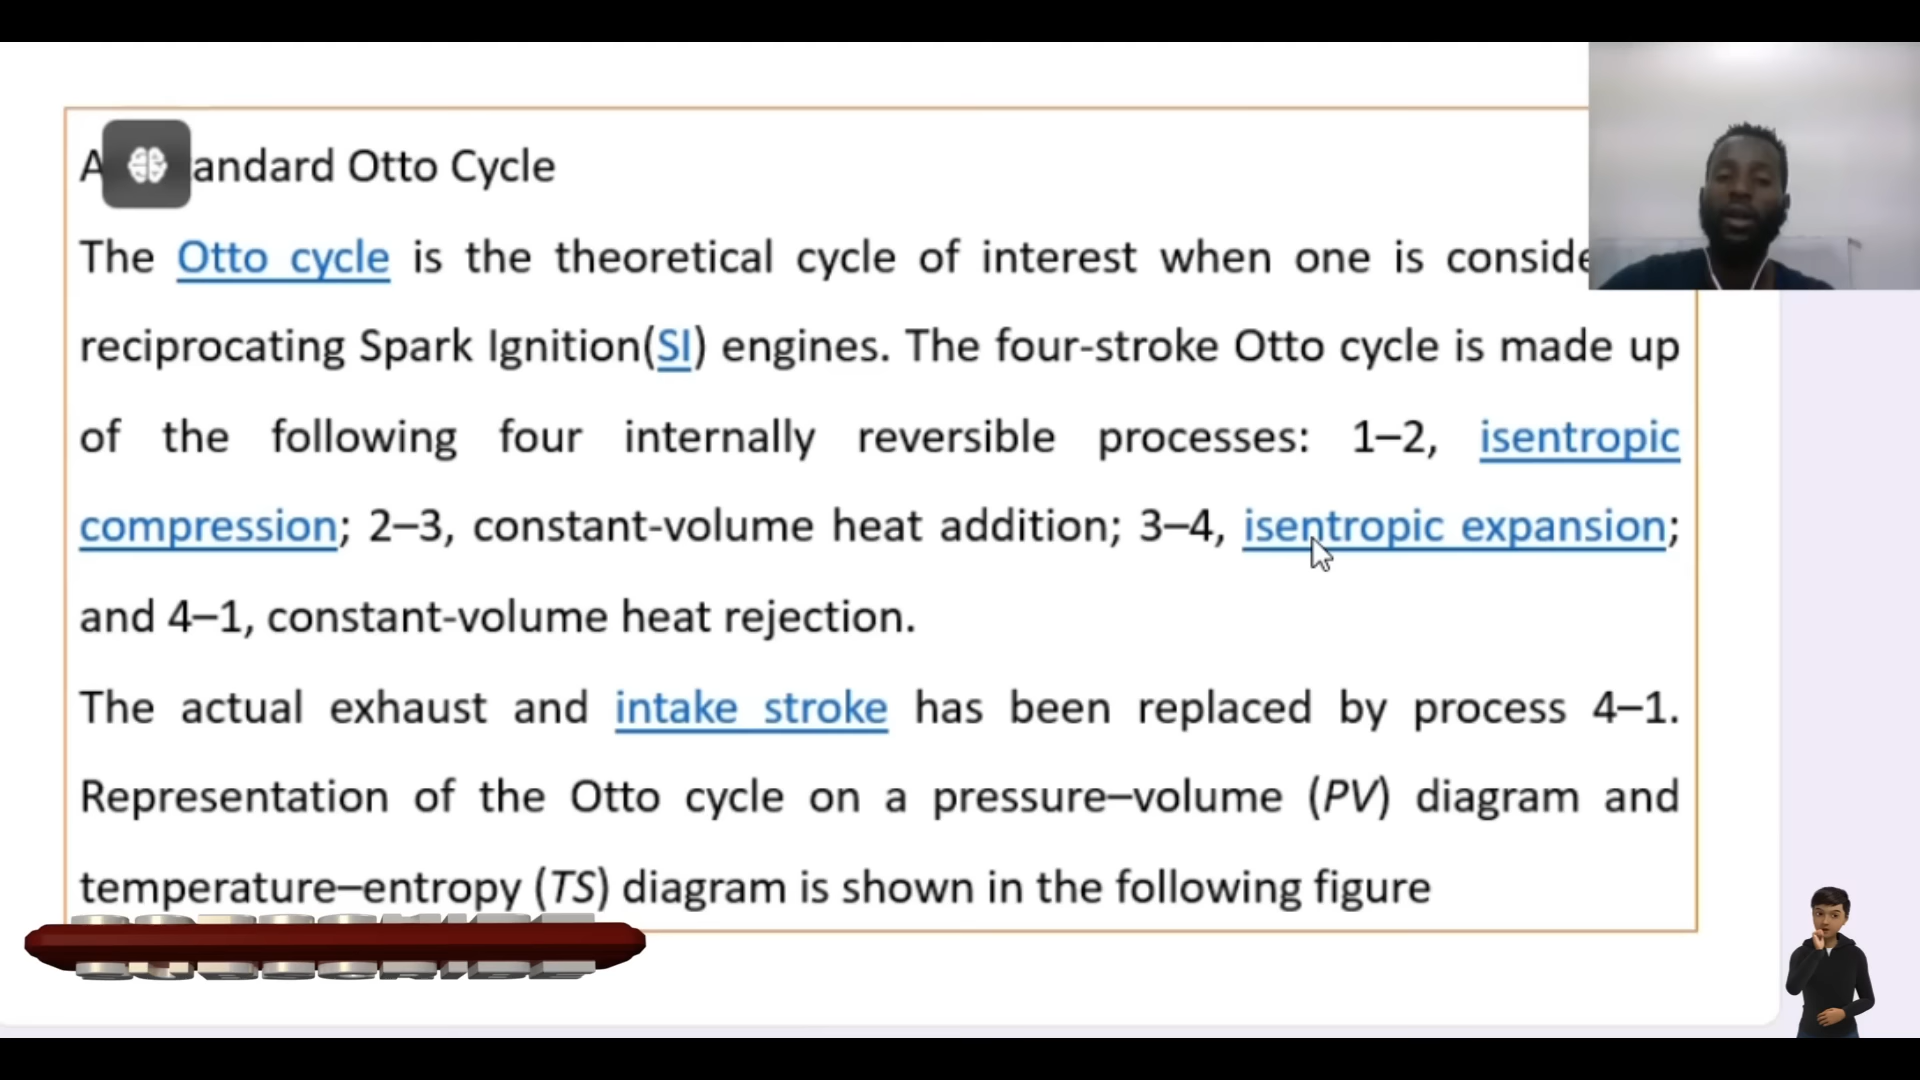 A andard Otto Cycle
The Otto cycle is the theoretical cycle of interest when one is conside
reciprocating Spark Ignition(SI) engines. The four-stroke Otto cycle is made up
of the following four internally reversible processes: 1–2, isentropic
compression; 2–3, constant-volume heat addition; 3–4, isentropic expansion;
and 4–1, constant-volume heat rejection.
The actual exhaust and intake stroke has been replaced by process 4–1.
Representation of the Otto cycle on a pressure–volume (PV) diagram and
temperature–entropy (TS) diagram is shown in the following figure